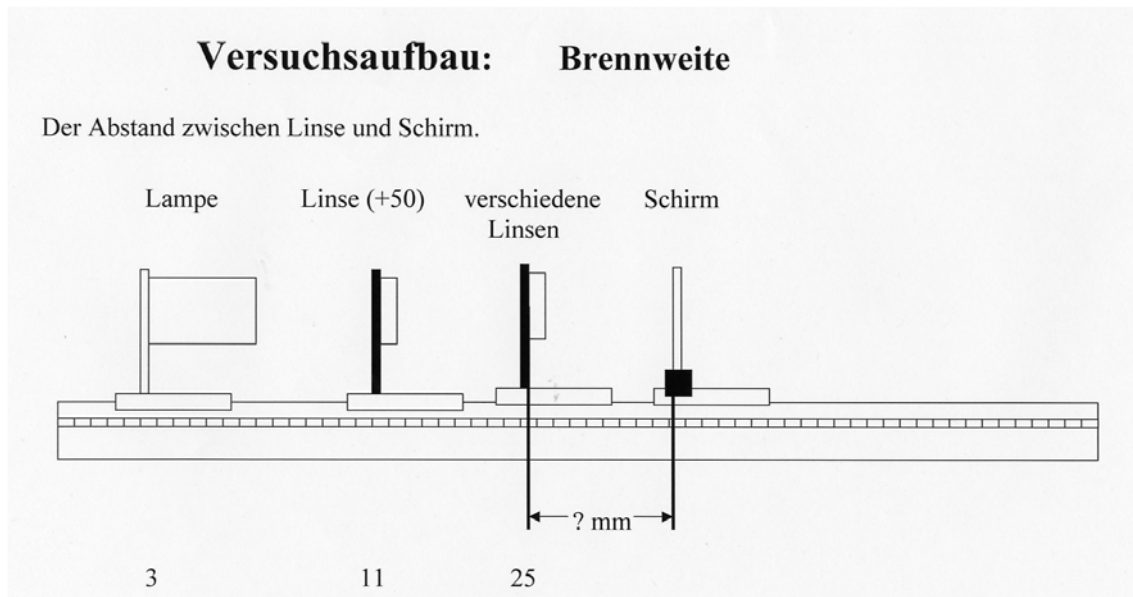 Versuchsaufbau: Brennweite
Der Abstand zwischen Linse und Schirm.
Lampe Linse (+50) verschiedene Linsen Schirm
? mm
3 11 25